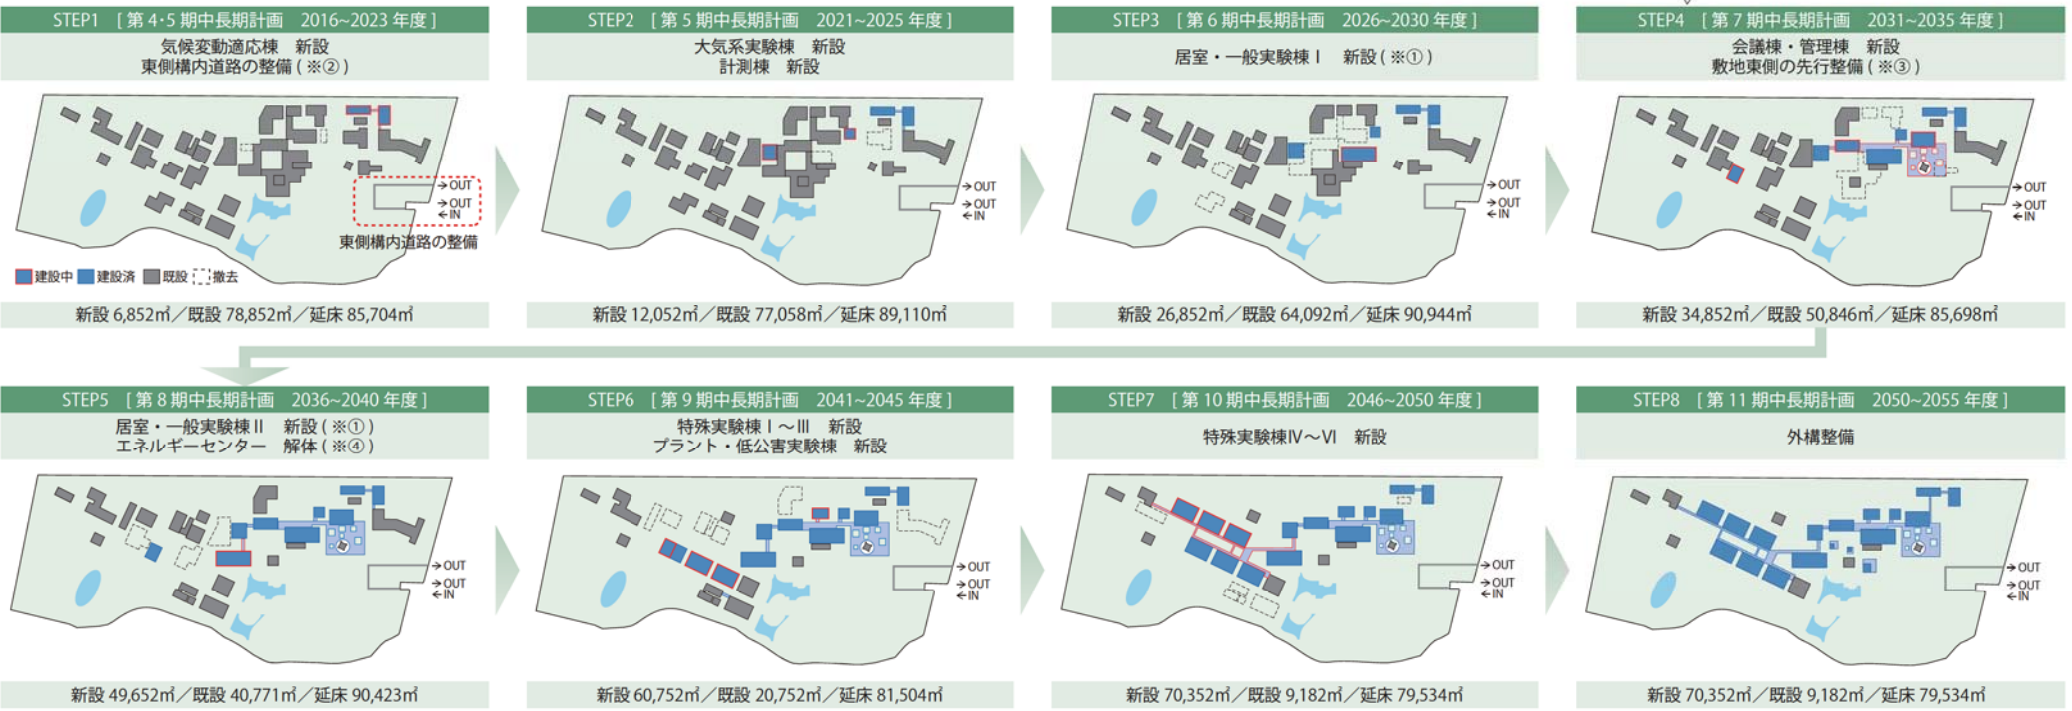 STEP1 [ 第 4・5 期中長期計画 2016~2023 年度 ]
気候変動適応棟 新設
東側構内道路の整備 ( ※② )
OUT
OUT
IN
東側構内道路の整備
建設中 建設済 既設 撤去
新設 6,852㎡／既設 78,852㎡／延床 85,704㎡
STEP2 [ 第 5 期中長期計画 2021~2025 年度 ]
大気系実験棟 新設
計測棟 新設
OUT
OUT
IN
新設 12,052㎡／既設 77,058㎡／延床 89,110㎡
STEP3 [ 第 6 期中長期計画 2026~2030 年度 ]
居室・一般実験棟Ⅰ 新設 ( ※① )
OUT
OUT
IN
新設 26,852㎡／既設 64,092㎡／延床 90,944㎡
STEP4 [ 第 7 期中長期計画 2031~2035 年度 ]
会議棟・管理棟 新設
敷地東側の先行整備 ( ※③ )
OUT
OUT
IN
新設 34,852㎡／既設 50,846㎡／延床 85,698㎡
STEP5 [ 第 8 期中長期計画 2036~2040 年度 ]
居室・一般実験棟Ⅱ 新設 ( ※① )
エネルギーセンター 解体 ( ※④ )
OUT
OUT
IN
新設 49,652㎡／既設 40,771㎡／延床 90,423㎡
STEP6 [ 第 9 期中長期計画 2041~2045 年度 ]
特殊実験棟Ⅰ～Ⅲ 新設
プラント・低公害実験棟 新設
OUT
OUT
IN
新設 60,752㎡／既設 20,752㎡／延床 81,504㎡
STEP7 [ 第 10 期中長期計画 2046~2050 年度 ]
特殊実験棟Ⅳ～Ⅵ 新設
OUT
OUT
IN
新設 70,352㎡／既設 9,182㎡／延床 79,534㎡
STEP8 [ 第 11 期中長期計画 2050~2055 年度 ]
外構整備
OUT
OUT
IN
新設 70,352㎡／既設 9,182㎡／延床 79,534㎡